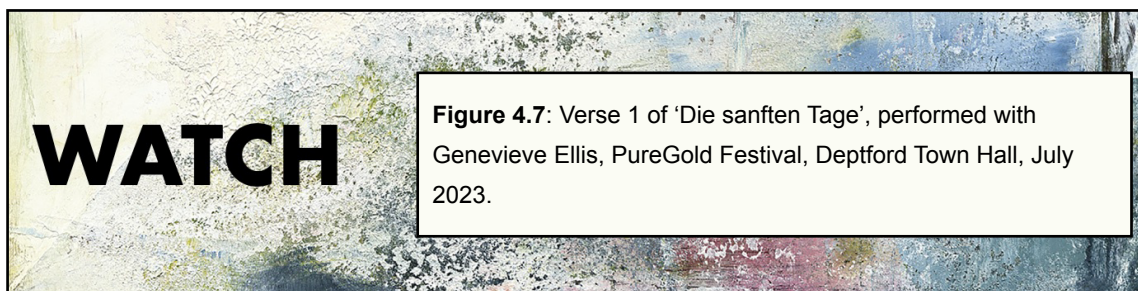 WATCH
Figure 4.7: Verse 1 of ‘Die sanften Tage’, performed with
Genevieve Ellis, PureGold Festival, Deptford Town Hall, July
2023.